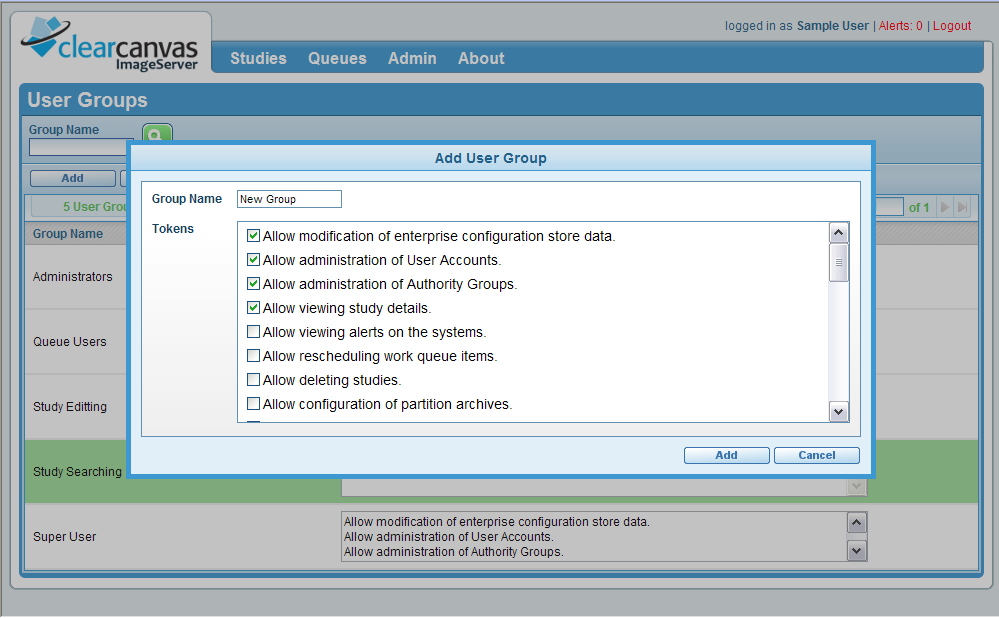 clearcanvas
ImageServer
logged in as Sample User | Alerts: 0 | Logout
Studies Queues Admin About
User Groups
Group Name
Add
5 User Grou
of 1
Group Name
Administrators
Queue Users
Study Editting
Study Searching
Super User
Allow modification of enterprise configuration store data.
Allow administration of User Accounts.
Allow administration of Authority Groups.
Add User Group
Group Name New Group
Tokens
Allow modification of enterprise configuration store data.
Allow administration of User Accounts.
Allow administration of Authority Groups.
Allow viewing study details.
Allow viewing alerts on the systems.
Allow rescheduling work queue items.
Allow deleting studies.
Allow configuration of partition archives.
Add Cancel